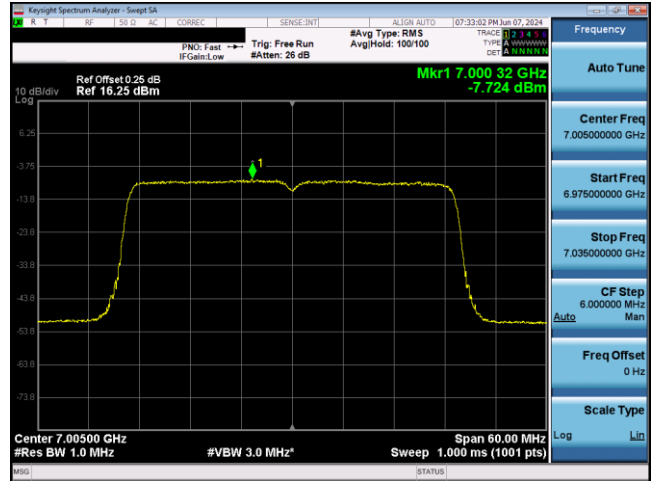 Keysight Spectrum Analyzer - Swept SA
R T RF 50 Ω AC CORREC SENSE:INT ALIGN AUTO 07:33:02 PM Jun 07, 2024
PNO: Fast Trig: Free Run #Avg Type: RMS TRACE 1 2 3 4 5 6
IFGain:Low #Atten: 26 dB Avg|Hold: 100/100 TYPE A WWWWW
DET A N N N N N
Ref Offset 0.25 dB
10 dB/div Ref 16.25 dBm
Log
Mkr1 7.000 32 GHz
-7.724 dBm
6.25
-3.75
-13.8
-23.8
-33.8
-43.8
-53.8
-63.8
-73.8
1
Center 7.00500 GHz Span 60.00 MHz
#Res BW 1.0 MHz #VBW 3.0 MHz* Sweep 1.000 ms (1001 pts)
MSG STATUS
Frequency
Auto Tune
Center Freq
7.005000000 GHz
Start Freq
6.975000000 GHz
Stop Freq
7.035000000 GHz
CF Step
6.000000 MHz
Auto Man
Freq Offset
0 Hz
Scale Type
Log Lin